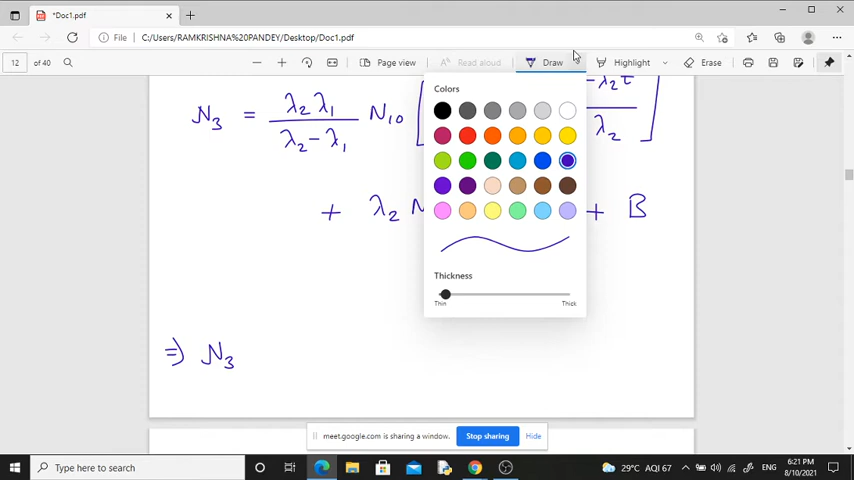 *Doc1.pdf
File C:/Users/RAMKRISHNA%20PANDEY/Desktop/Doc1.pdf
12 of 40 Page view Read aloud Draw Highlight Erase
Colors
N₃ = λ₂λ₁ / λ₂-λ₁ N₁₀ [
-λ₂t
λ₂ ]
+ λ₂ N + B
Thickness
Thin Thick
⇒ N₃
meet.google.com is sharing a window. Stop sharing Hide
Type here to search 29°C AQI 67 ENG 6:21 PM
8/10/2021